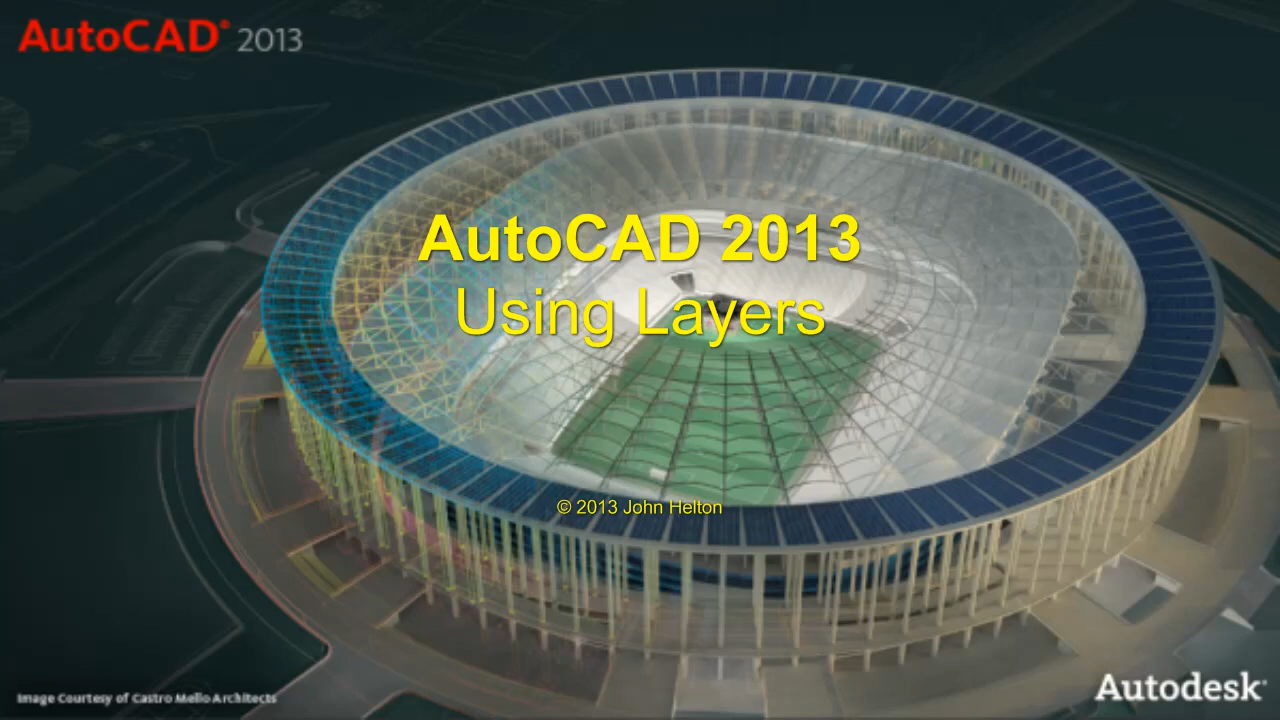 AutoCAD® 2013
AutoCAD 2013
Using Layers
© 2013 John Helton
Image Courtesy of Castro Mello Architects
Autodesk®